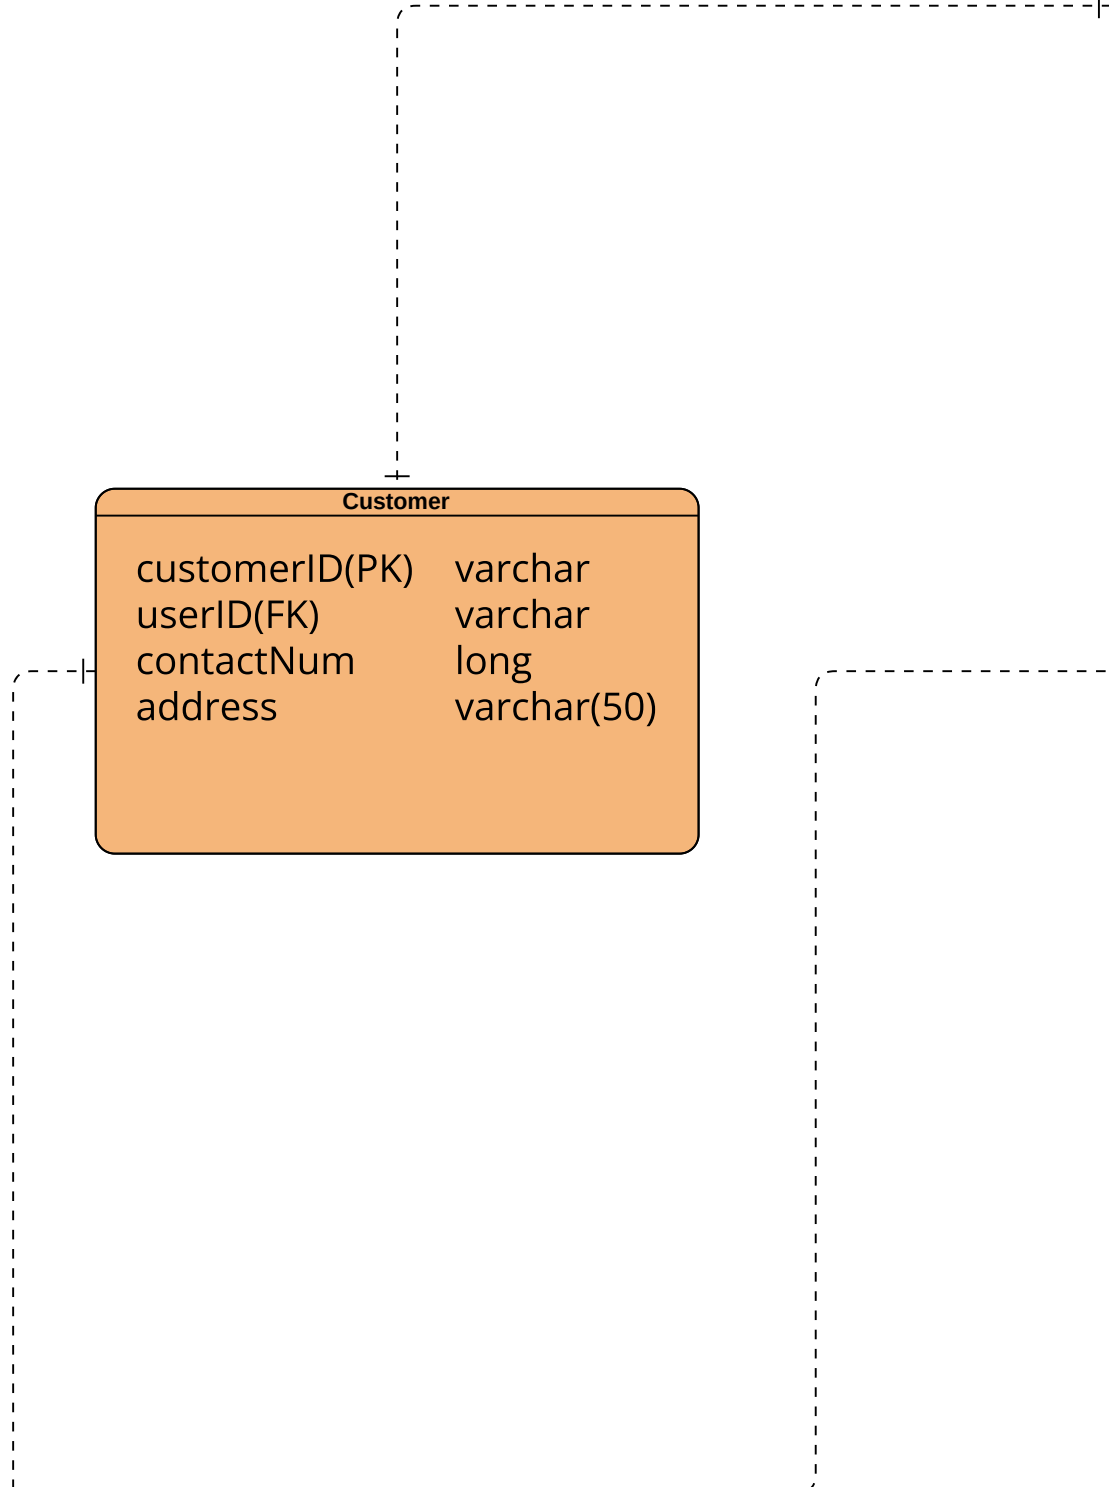 Customer
customerID(PK) varchar
userID(FK) varchar
contactNum long
address varchar(50)